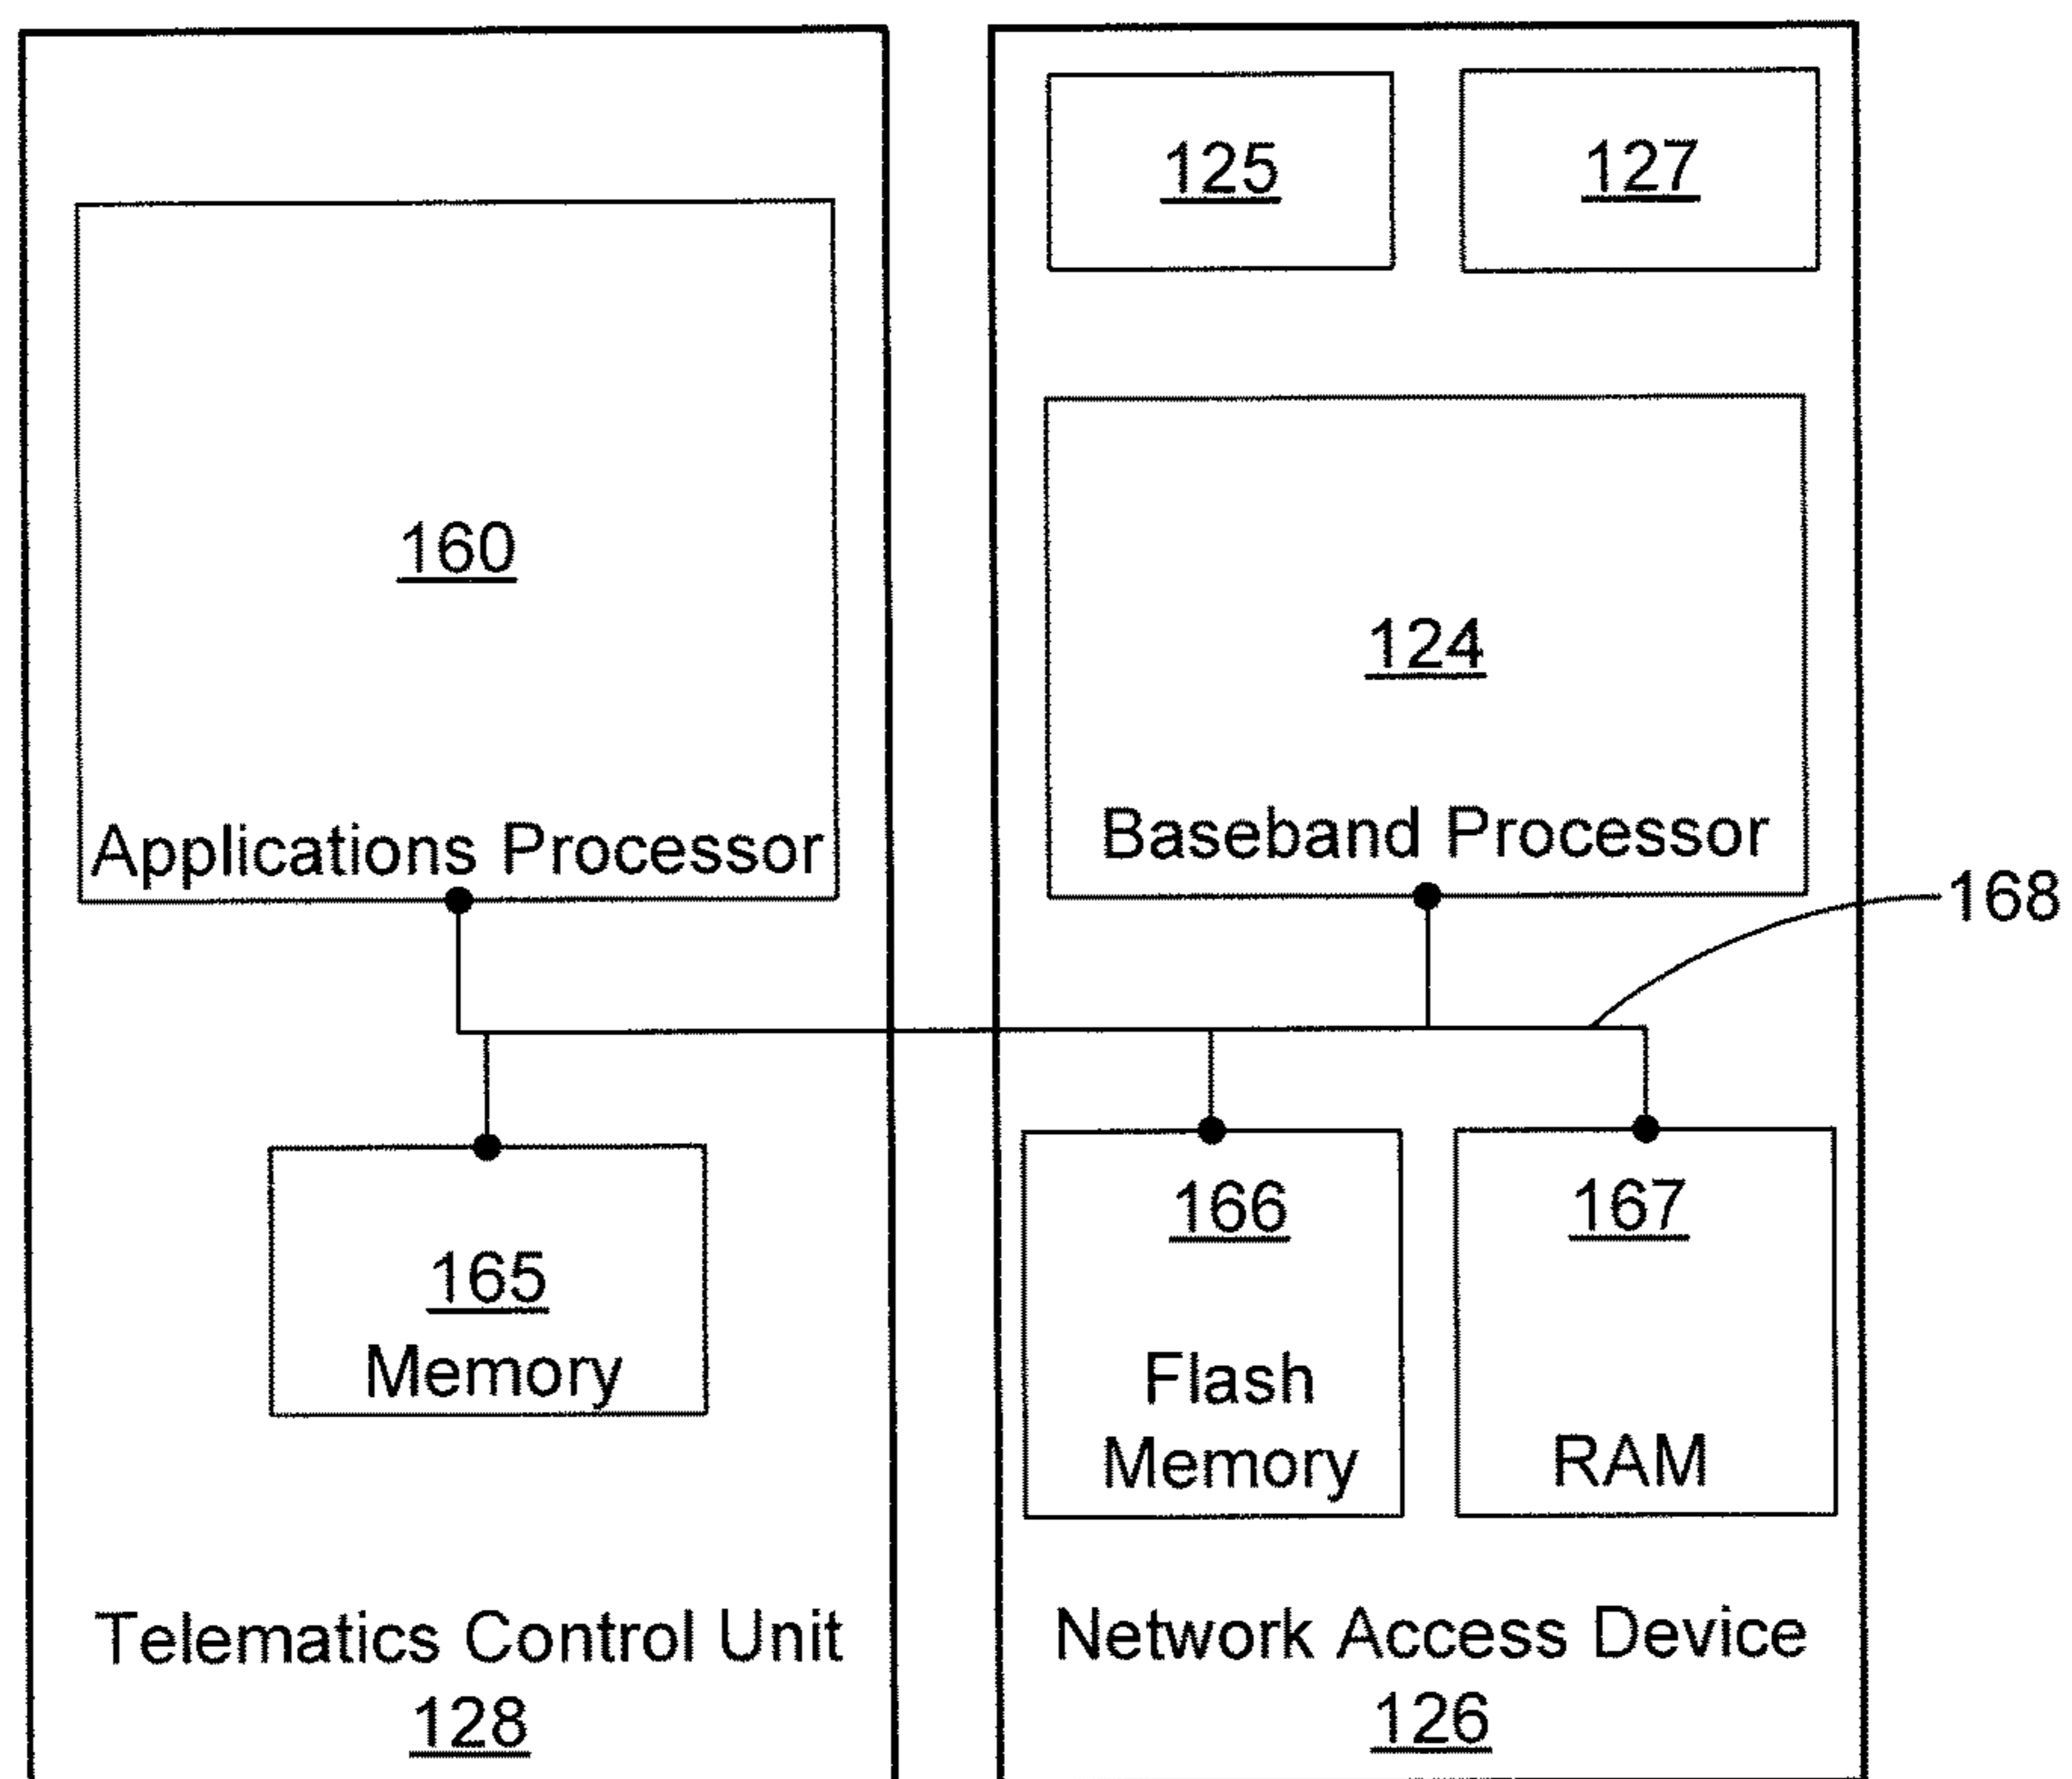 125
127
160
124
Applications Processor
Baseband Processor
168
165
Memory
166
Flash
Memory
167
RAM
Telematics Control Unit
128
Network Access Device
126